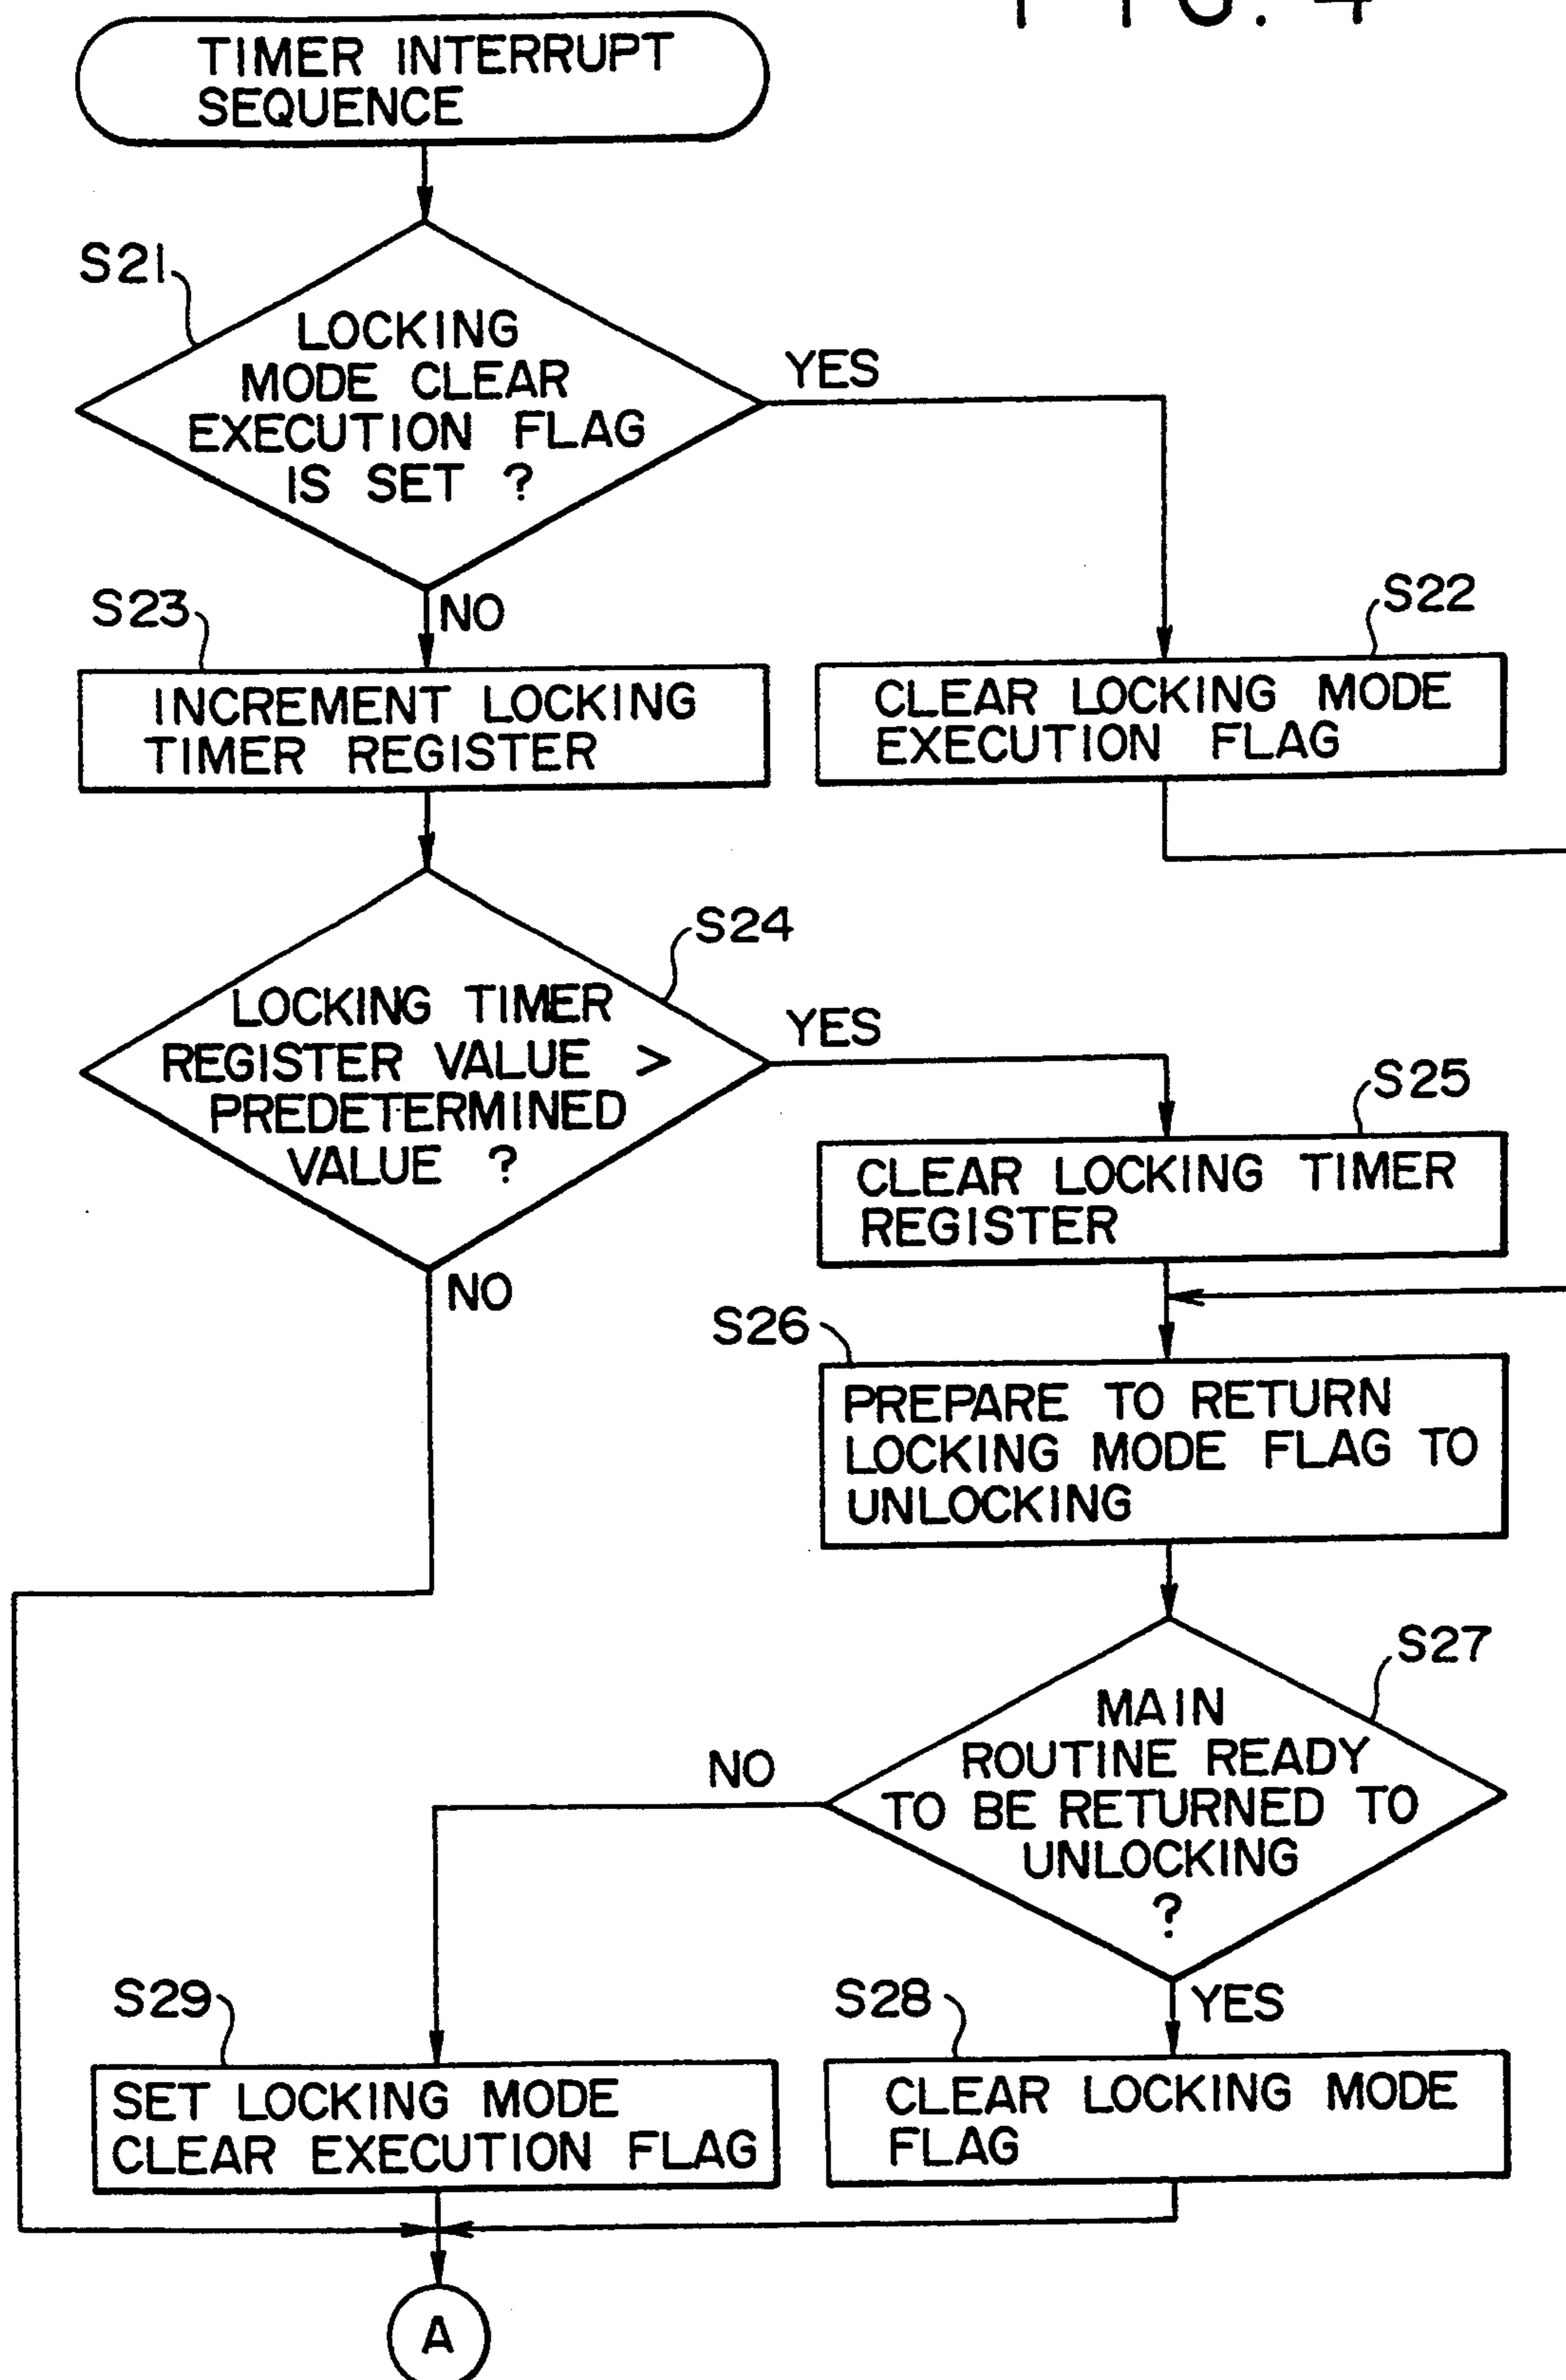 FIG. 4
TIMER INTERRUPT
SEQUENCE
S21
LOCKING
MODE CLEAR
EXECUTION FLAG
IS SET ?
YES
NO
S23
INCREMENT LOCKING
TIMER REGISTER
S22
CLEAR LOCKING MODE
EXECUTION FLAG
S24
LOCKING TIMER
REGISTER VALUE >
PREDETERMINED
VALUE ?
YES
NO
S25
CLEAR LOCKING TIMER
REGISTER
S26
PREPARE TO RETURN
LOCKING MODE FLAG TO
UNLOCKING
S27
MAIN
ROUTINE READY
TO BE RETURNED TO
UNLOCKING
?
NO
YES
S29
SET LOCKING MODE
CLEAR EXECUTION FLAG
S28
CLEAR LOCKING MODE
FLAG
A